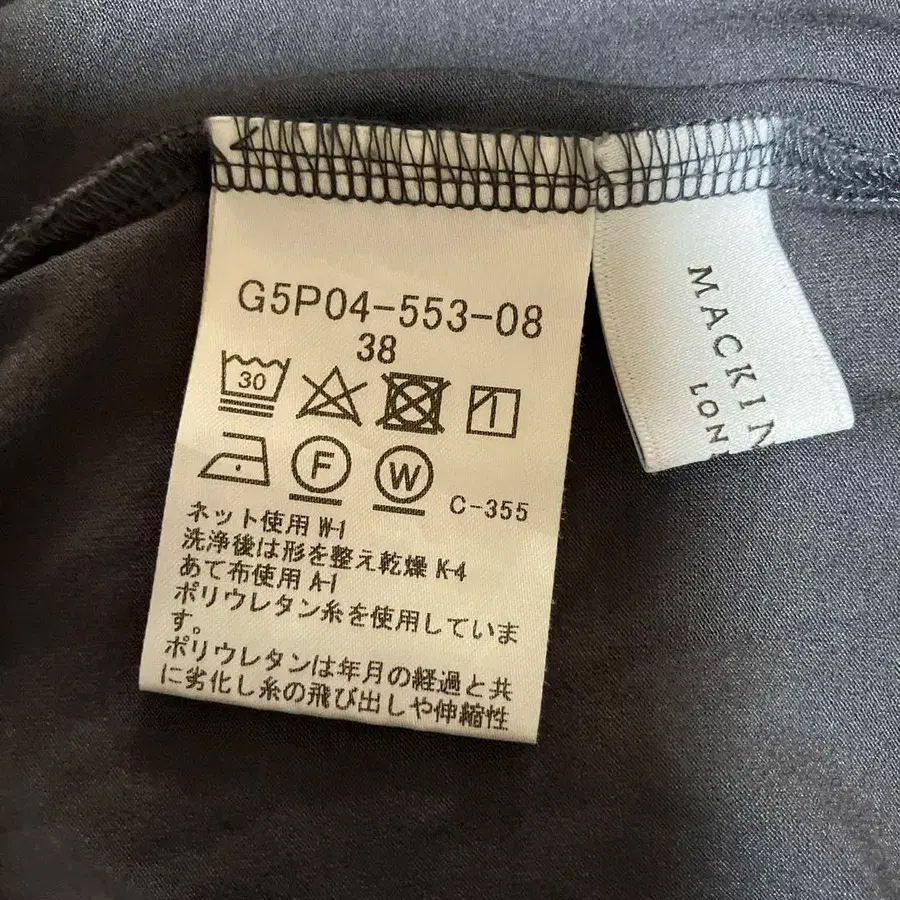 G5P04-553-08
38
30
F W C-355
ネット使用 W-1
洗浄後は形を整え乾燥 K-4
あて布使用 A-1
ポリウレタン糸を使用していま
す。
ポリウレタンは年月の経過と共
に劣化し糸の飛び出しや伸縮性
MACKIN
LON